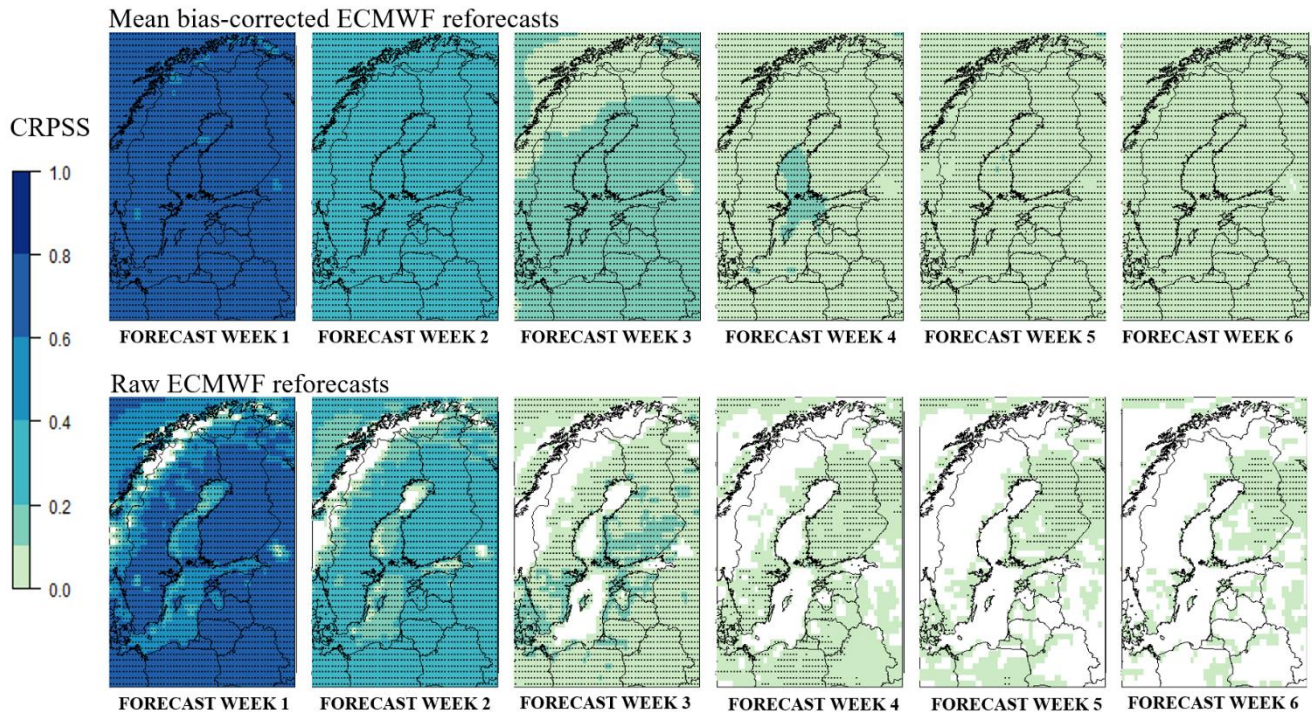 Mean bias-corrected ECMWF reforecasts
CRPSS
1.0
0.8
0.6
0.4
0.2
0.0
FORECAST WEEK 1 FORECAST WEEK 2 FORECAST WEEK 3 FORECAST WEEK 4 FORECAST WEEK 5 FORECAST WEEK 6
Raw ECMWF reforecasts
FORECAST WEEK 1 FORECAST WEEK 2 FORECAST WEEK 3 FORECAST WEEK 4 FORECAST WEEK 5 FORECAST WEEK 6